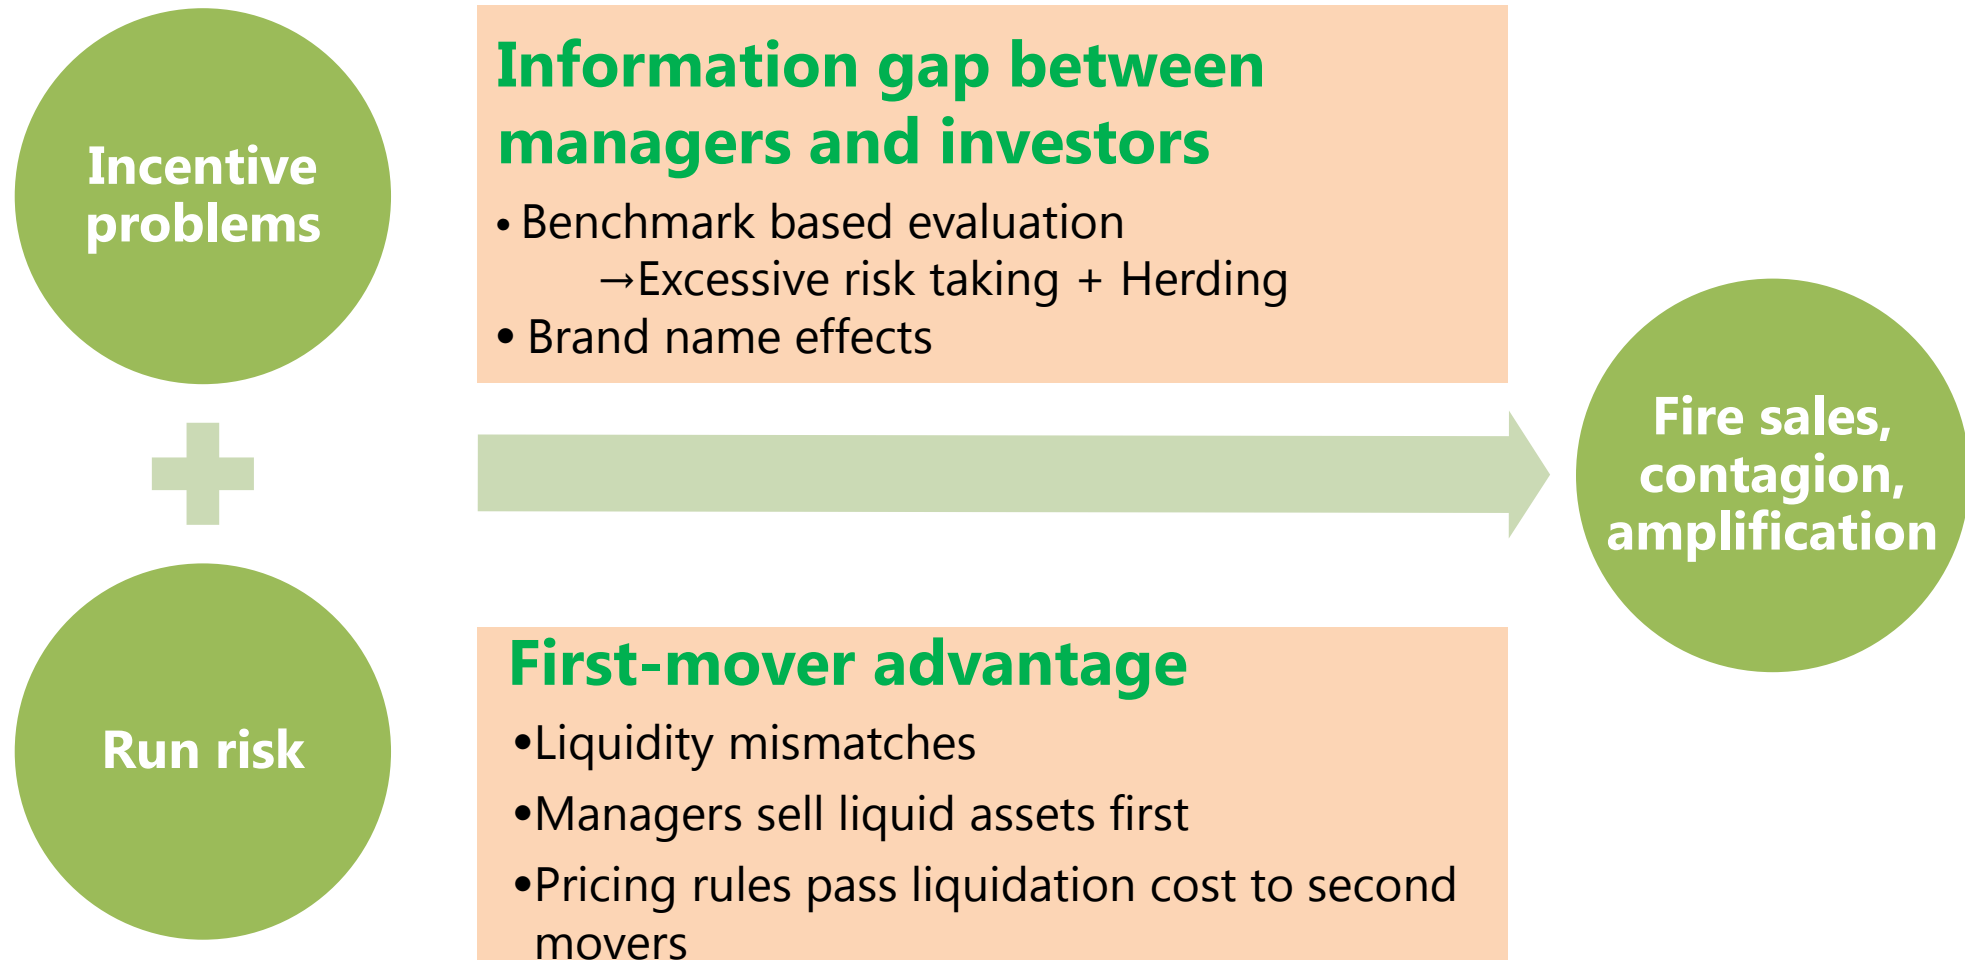 Incentive
problems
Information gap between
managers and investors
• Benchmark based evaluation
→Excessive risk taking + Herding
• Brand name effects
Fire sales,
contagion,
amplification
Run risk
First-mover advantage
•Liquidity mismatches
•Managers sell liquid assets first
•Pricing rules pass liquidation cost to second
movers